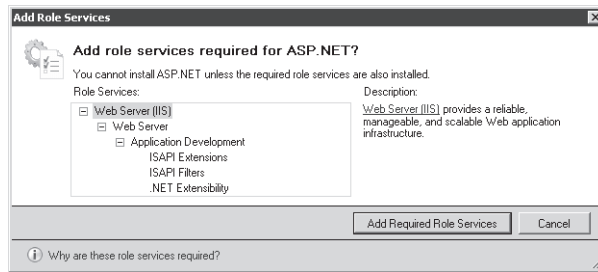 Add Role Services
Add role services required for ASP.NET?
You cannot install ASP.NET unless the required role services are also installed.
Role Services:
Web Server (IIS)
Web Server
Application Development
ISAPI Extensions
ISAPI Filters
.NET Extensibility
Description:
Web Server (IIS) provides a reliable,
manageable, and scalable Web application
infrastructure.
Add Required Role Services
Cancel
Why are these role services required?